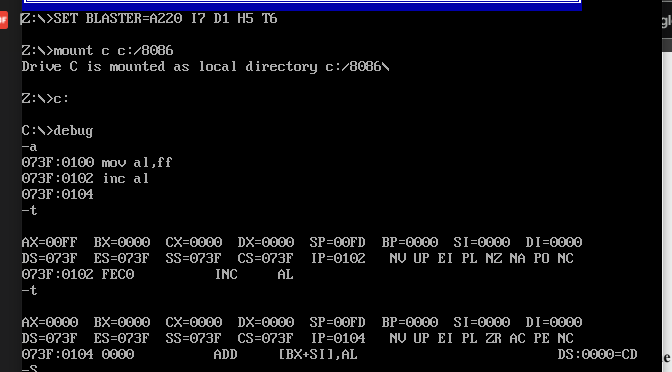 Z:\>SET BLASTER=A220 I7 D1 H5 T6
Z:\>mount c c:/8086
Drive C is mounted as local directory c:/8086\
Z:\>c:
C:\>debug
-a
073F:0100 mov al,ff
073F:0102 inc al
073F:0104
-t
AX=00FF  BX=0000  CX=0000  DX=0000  SP=00FD  BP=0000  SI=0000  DI=0000
DS=073F  ES=073F  SS=073F  CS=073F  IP=0102   NV UP EI PL NZ NA PO NC
073F:0102 FEC0          INC     AL
-t
AX=0000  BX=0000  CX=0000  DX=0000  SP=00FD  BP=0000  SI=0000  DI=0000
DS=073F  ES=073F  SS=073F  CS=073F  IP=0104   NV UP EI PL ZR AC PE NC
073F:0104 0000          ADD     [BX+SI],AL                         DS:0000=CD